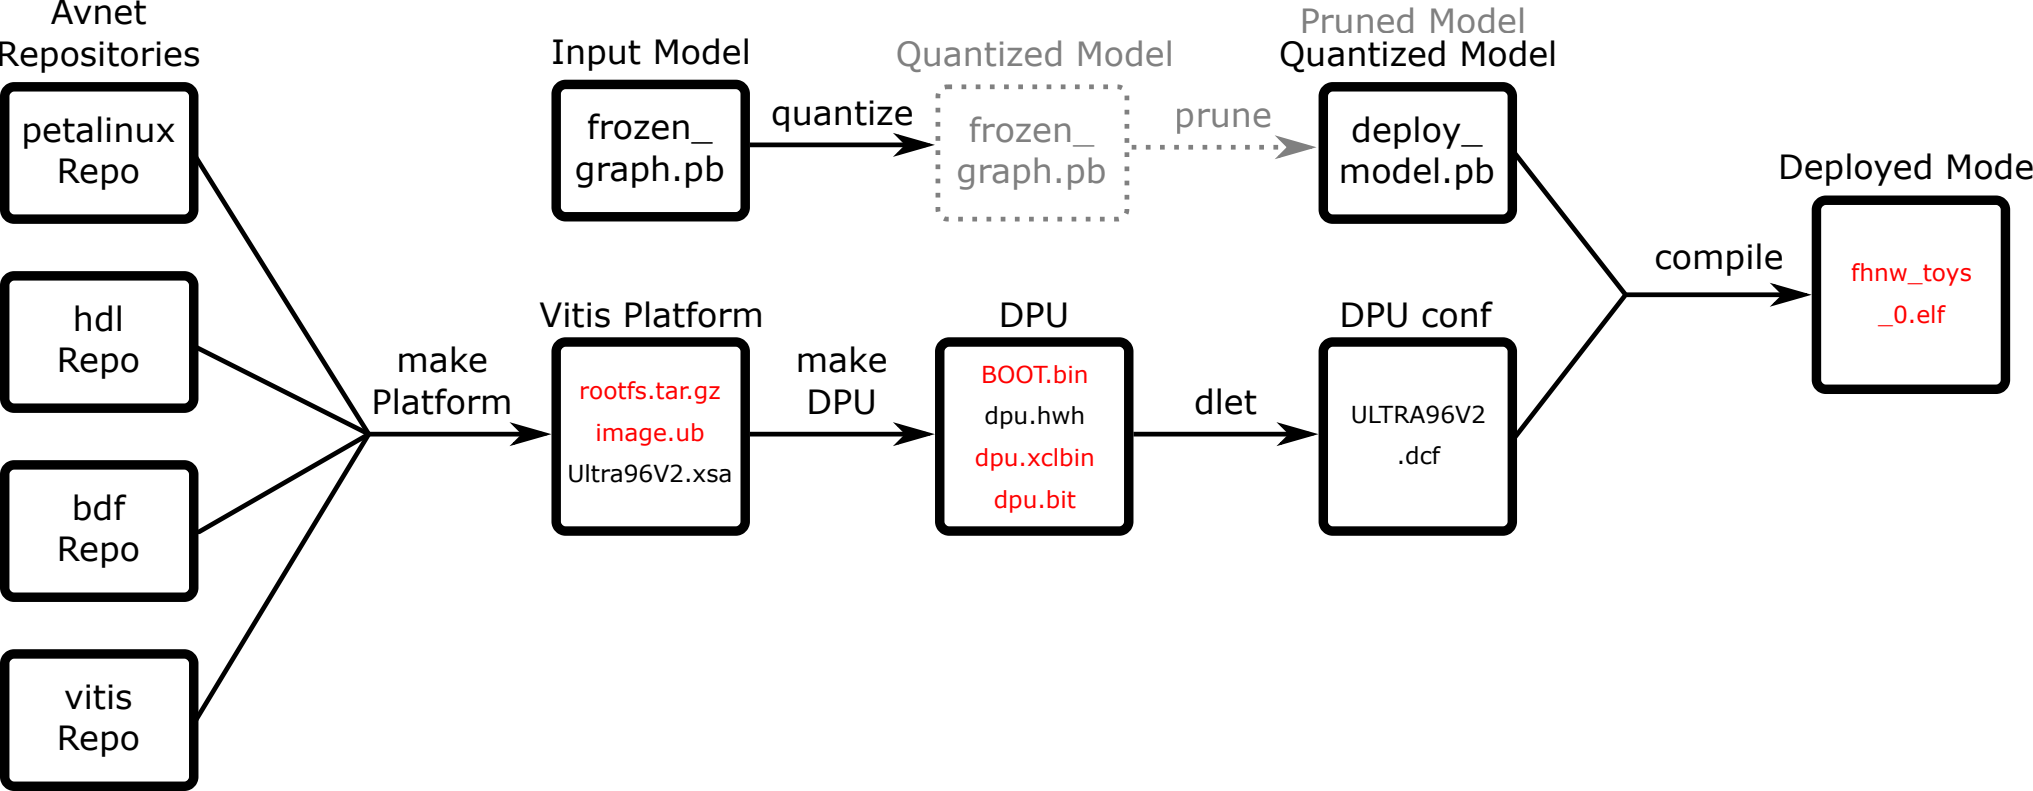 Avnet
Repositories
petalinux
Repo
hdl
Repo
bdf
Repo
vitis
Repo
make
Platform
Input Model
frozen_
graph.pb
quantize
Quantized Model
frozen_
graph.pb
prune
Pruned Model
Quantized Model
deploy_
model.pb
Vitis Platform
rootfs.tar.gz
image.ub
Ultra96V2.xsa
make
DPU
DPU
BOOT.bin
dpu.hwh
dpu.xclbin
dpu.bit
dlet
DPU conf
ULTRA96V2
.dcf
compile
Deployed Mode
fhnw_toys
_0.elf